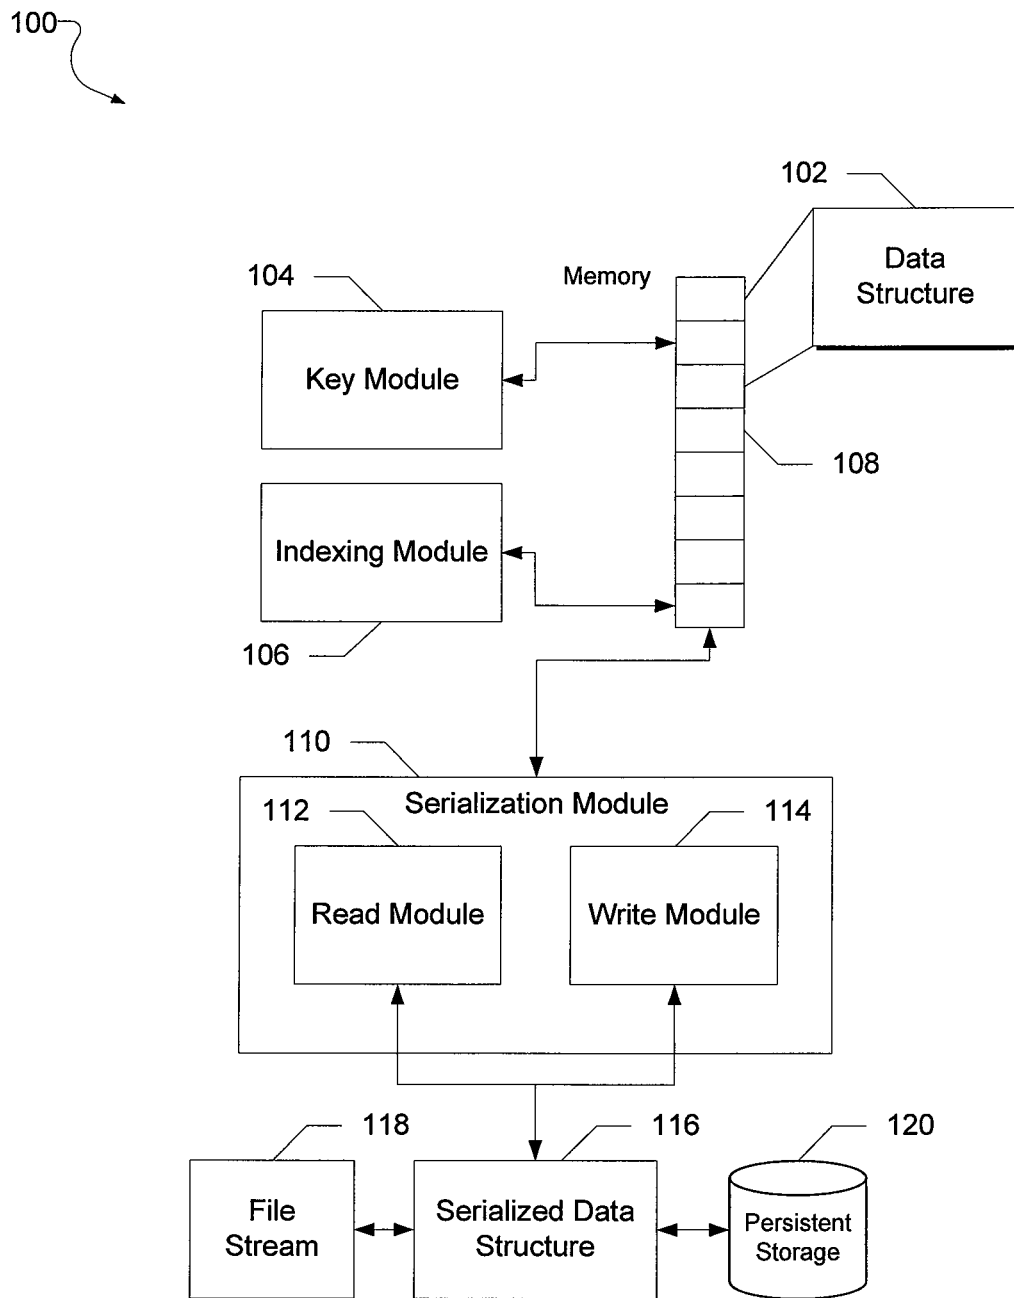 100
102
Data
Structure
104
Memory
Key Module
108
Indexing Module
106
110
Serialization Module
112
114
Read Module
Write Module
118
116
120
File
Stream
Serialized Data
Structure
Persistent
Storage